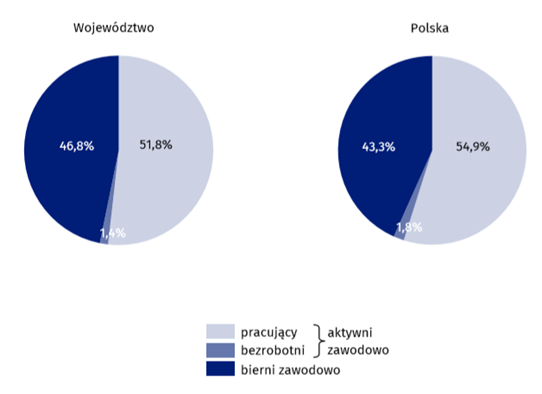 Województwo
Polska
46,8%
51,8%
1,4%
43,3%
54,9%
1,8%
pracujący
bezrobotni
aktywni
zawodowo
bierni zawodowo